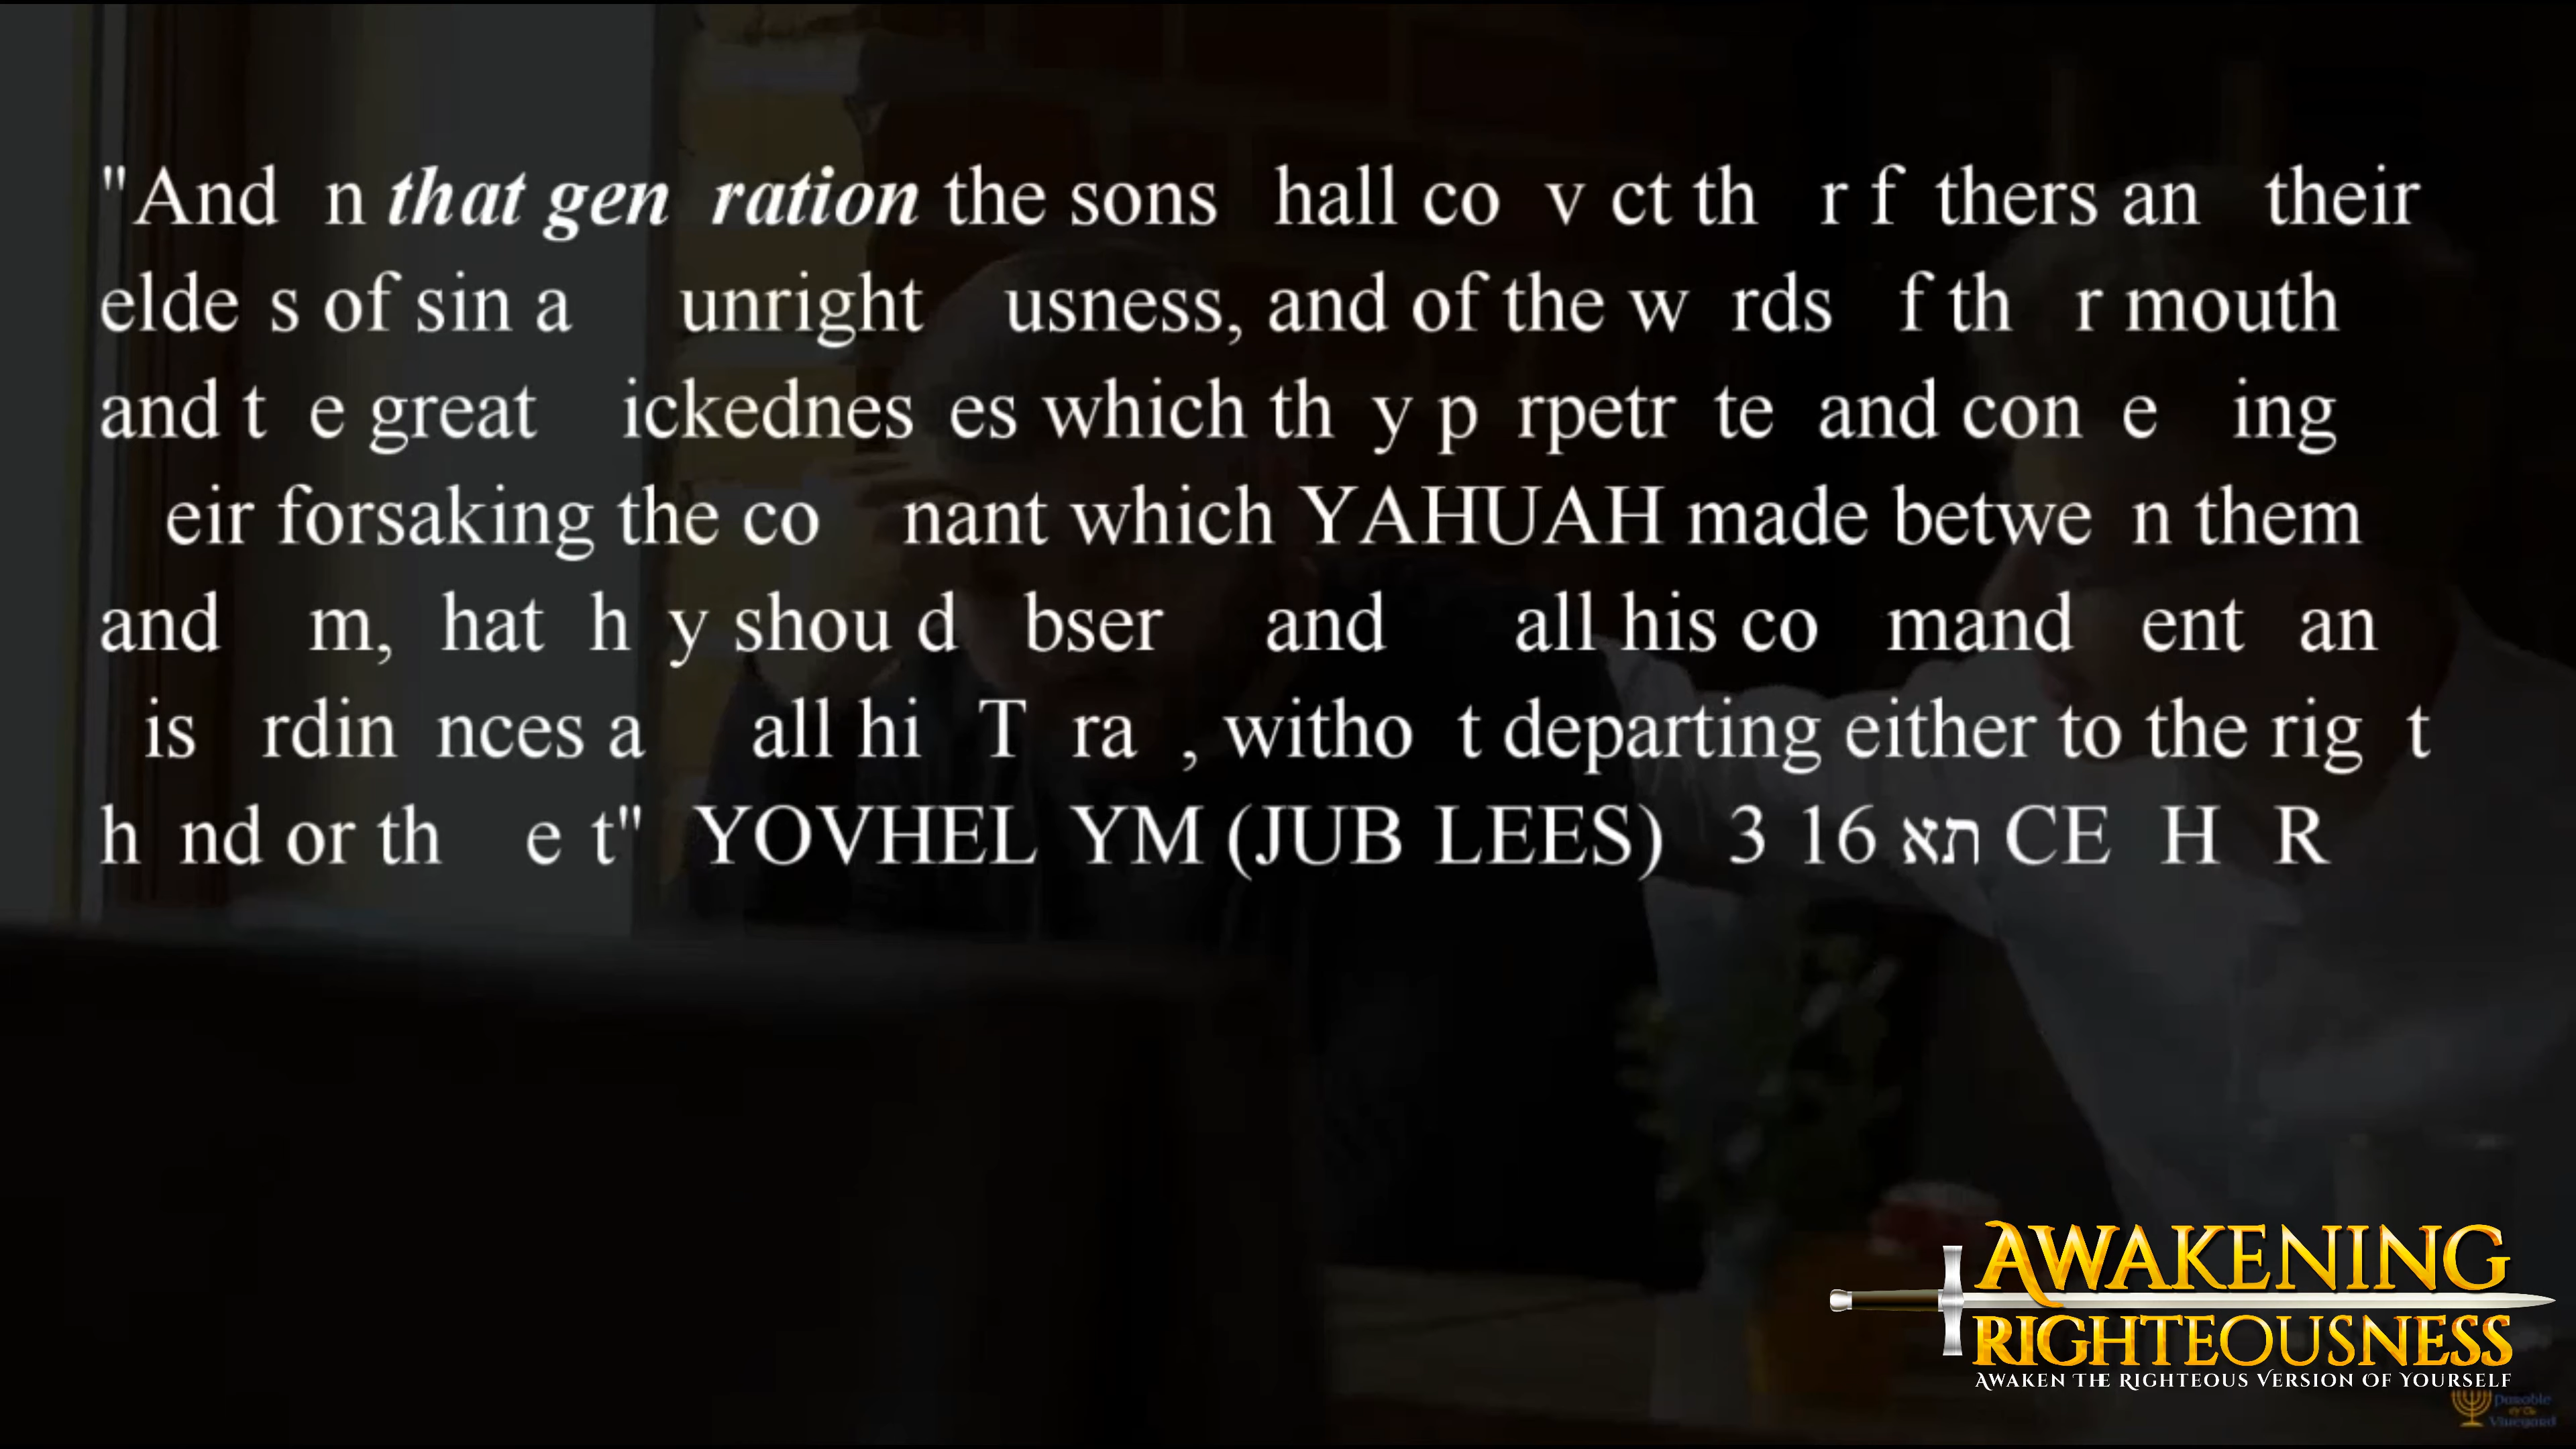 "And n that gen ration the sons hall co v ct th r f thers an their
elde s of sin a unright usness, and of the w rds f th r mouth
and t e great ickednes es which th y p rpetr te and con e ing
eir forsaking the co nant which YAHUAH made betwe n them
and m, hat h y shou d bser and all his co mand ent an
is rdin nces a all hi T ra , witho t departing either to the rig t
h nd or th e t" YOVHEL YM (JUB LEES) 3 16 את CE H R
AWAKENING
RIGHTEOUSNESS
AWAKEN THE RIGHTEOUS VERSION OF YOURSELF
Parable
Of The
Vineyard